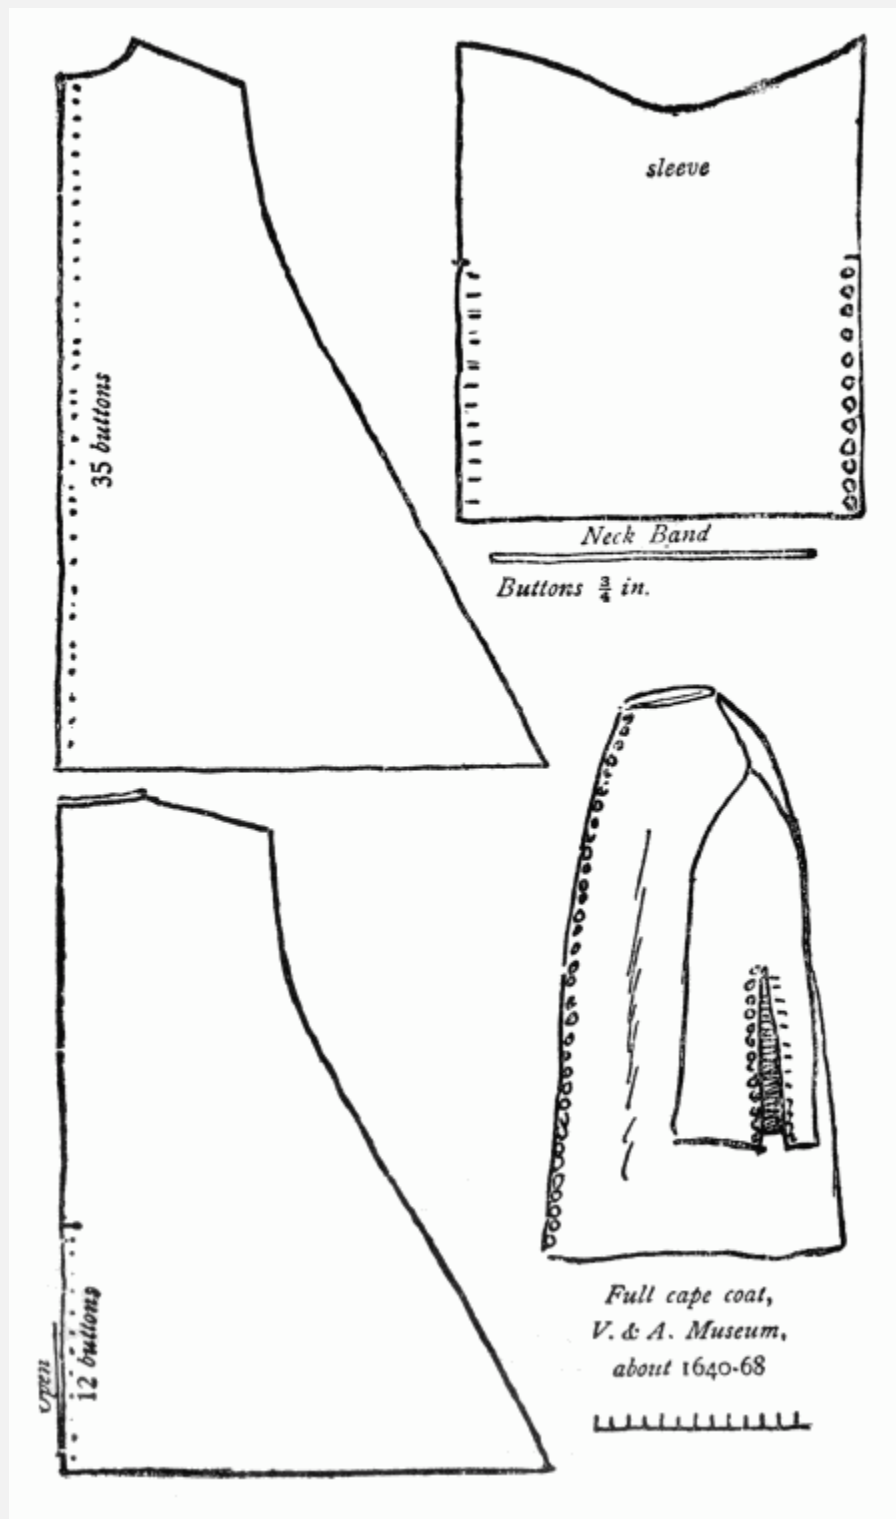 35 buttons
sleeve
Neck Band
Buttons 3/4 in.
open
12 buttons
Full cape coat,
V. & A. Museum,
about 1640-68